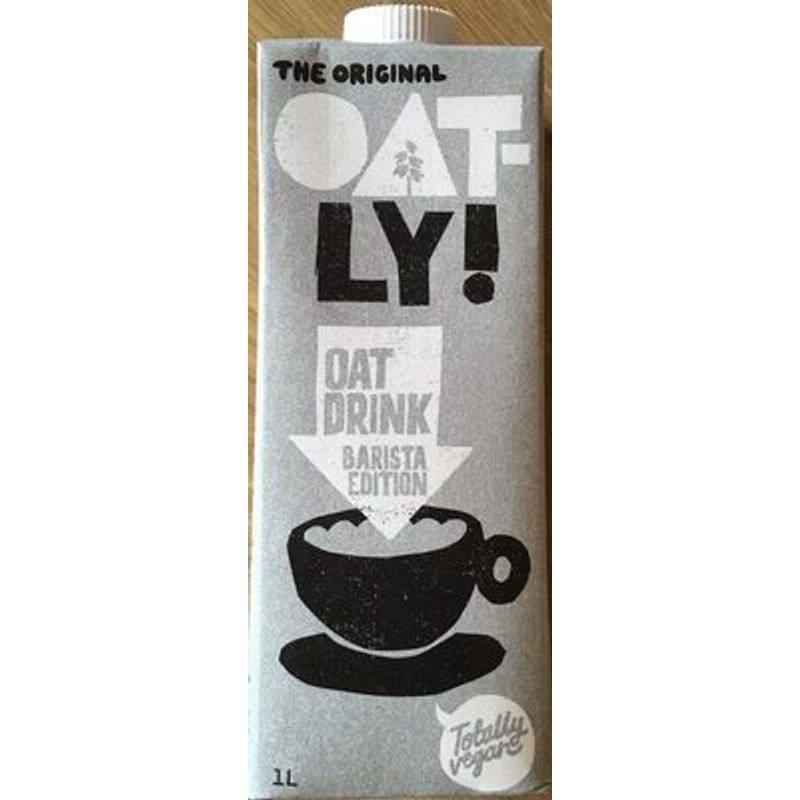 THE ORIGINAL
OAT-
LY!
OAT
DRINK
BARISTA
EDITION
Totally
vegan
1L